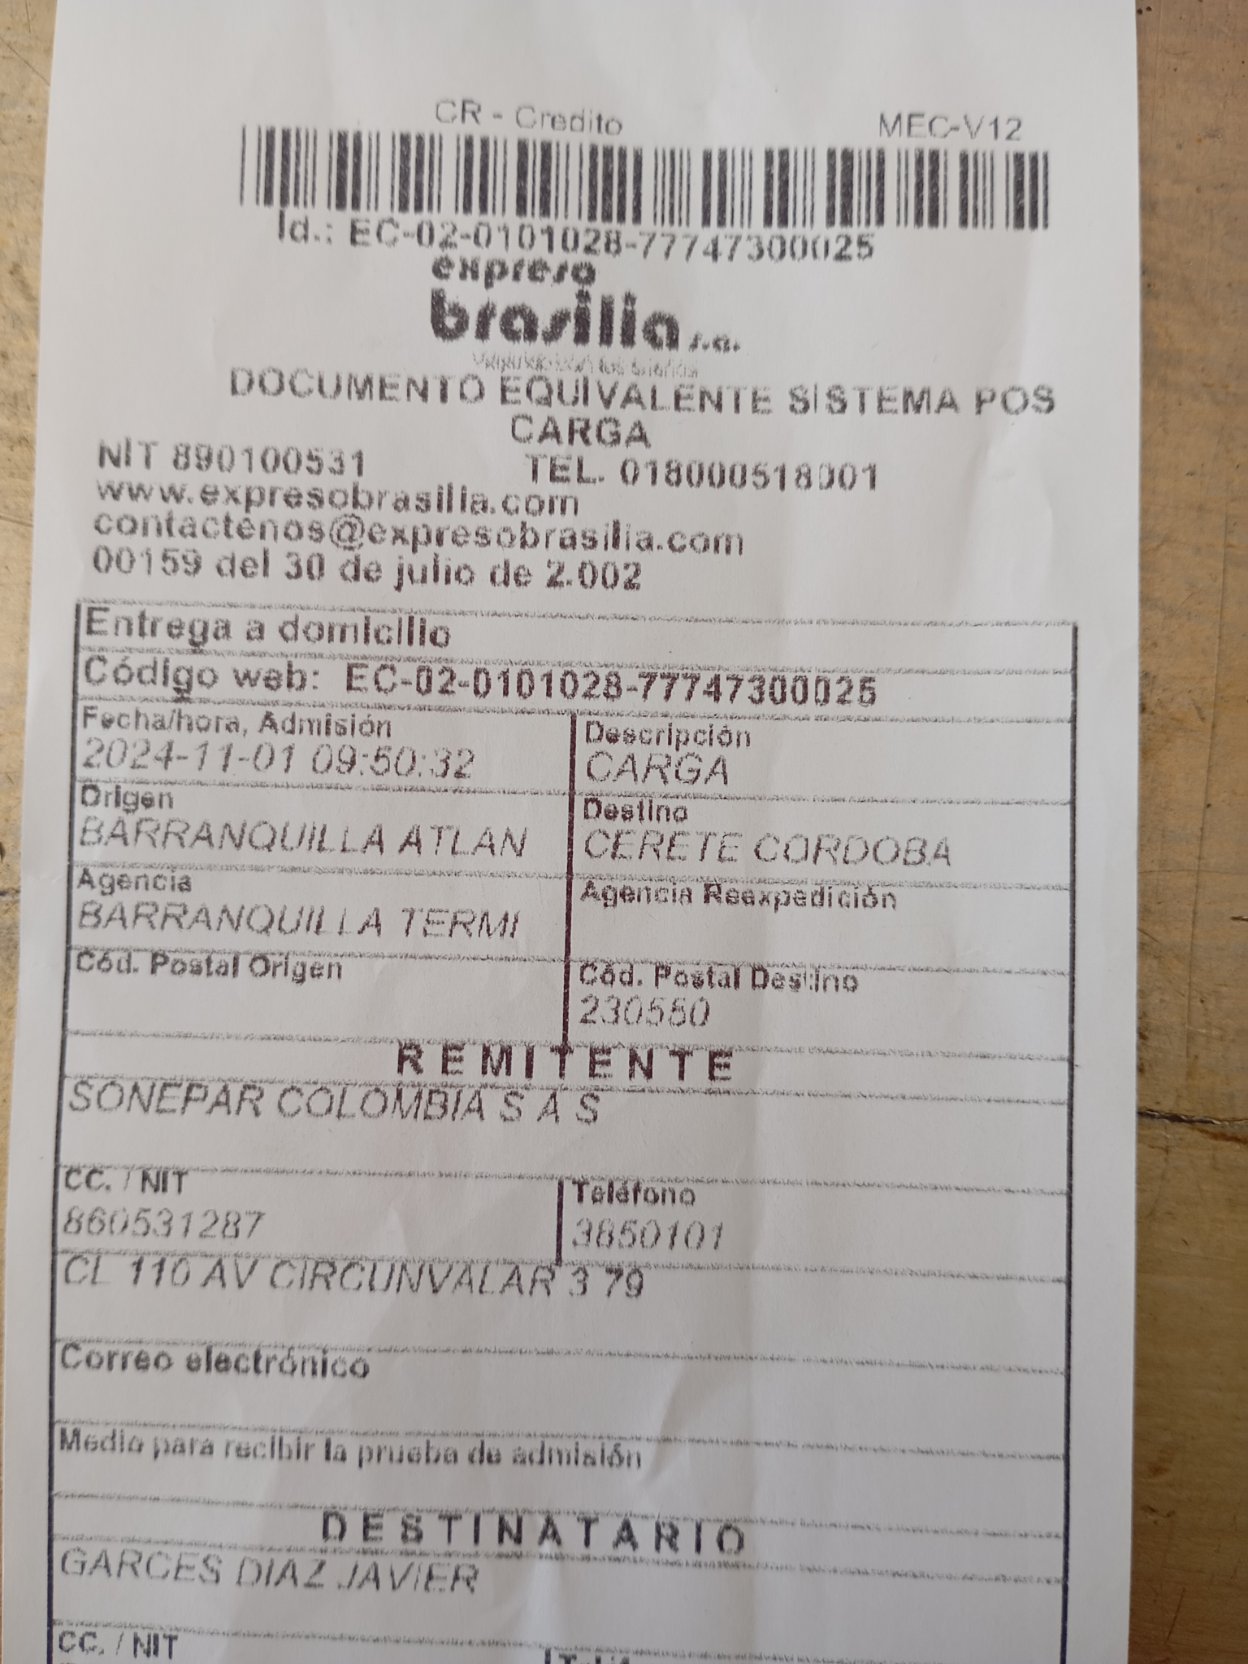 CR - Credito MEC-V12
Id.: EC-02-0101028-77747300025
expreso
brasilia s.a.
DOCUMENTO EQUIVALENTE SISTEMA POS
CARGA
NIT 890100531 TEL. 018000518001
www.expresobrasilia.com
contactenos@expresobrasilia.com
00159 del 30 de julio de 2.002
Entrega a domicilio
Código web: EC-02-0101028-77747300025
Fecha/hora, Admisión Descripción
2024-11-01 09:50:32 CARGA
Origen Destino
BARRANQUILLA ATLAN CERETE CORDOBA
Agencia Agencia Reexpedición
BARRANQUILLA TERMI
Cód. Postal Origen Cód. Postal Destino
230550
REMITENTE
SONEPAR COLOMBIA S A S
CC. / NIT Teléfono
860531287 3850101
CL 110 AV CIRCUNVALAR 3 79
Correo electrónico
Medio para recibir la prueba de admisión
DESTINATARIO
GARCES DIAZ JAVIER
CC. / NIT